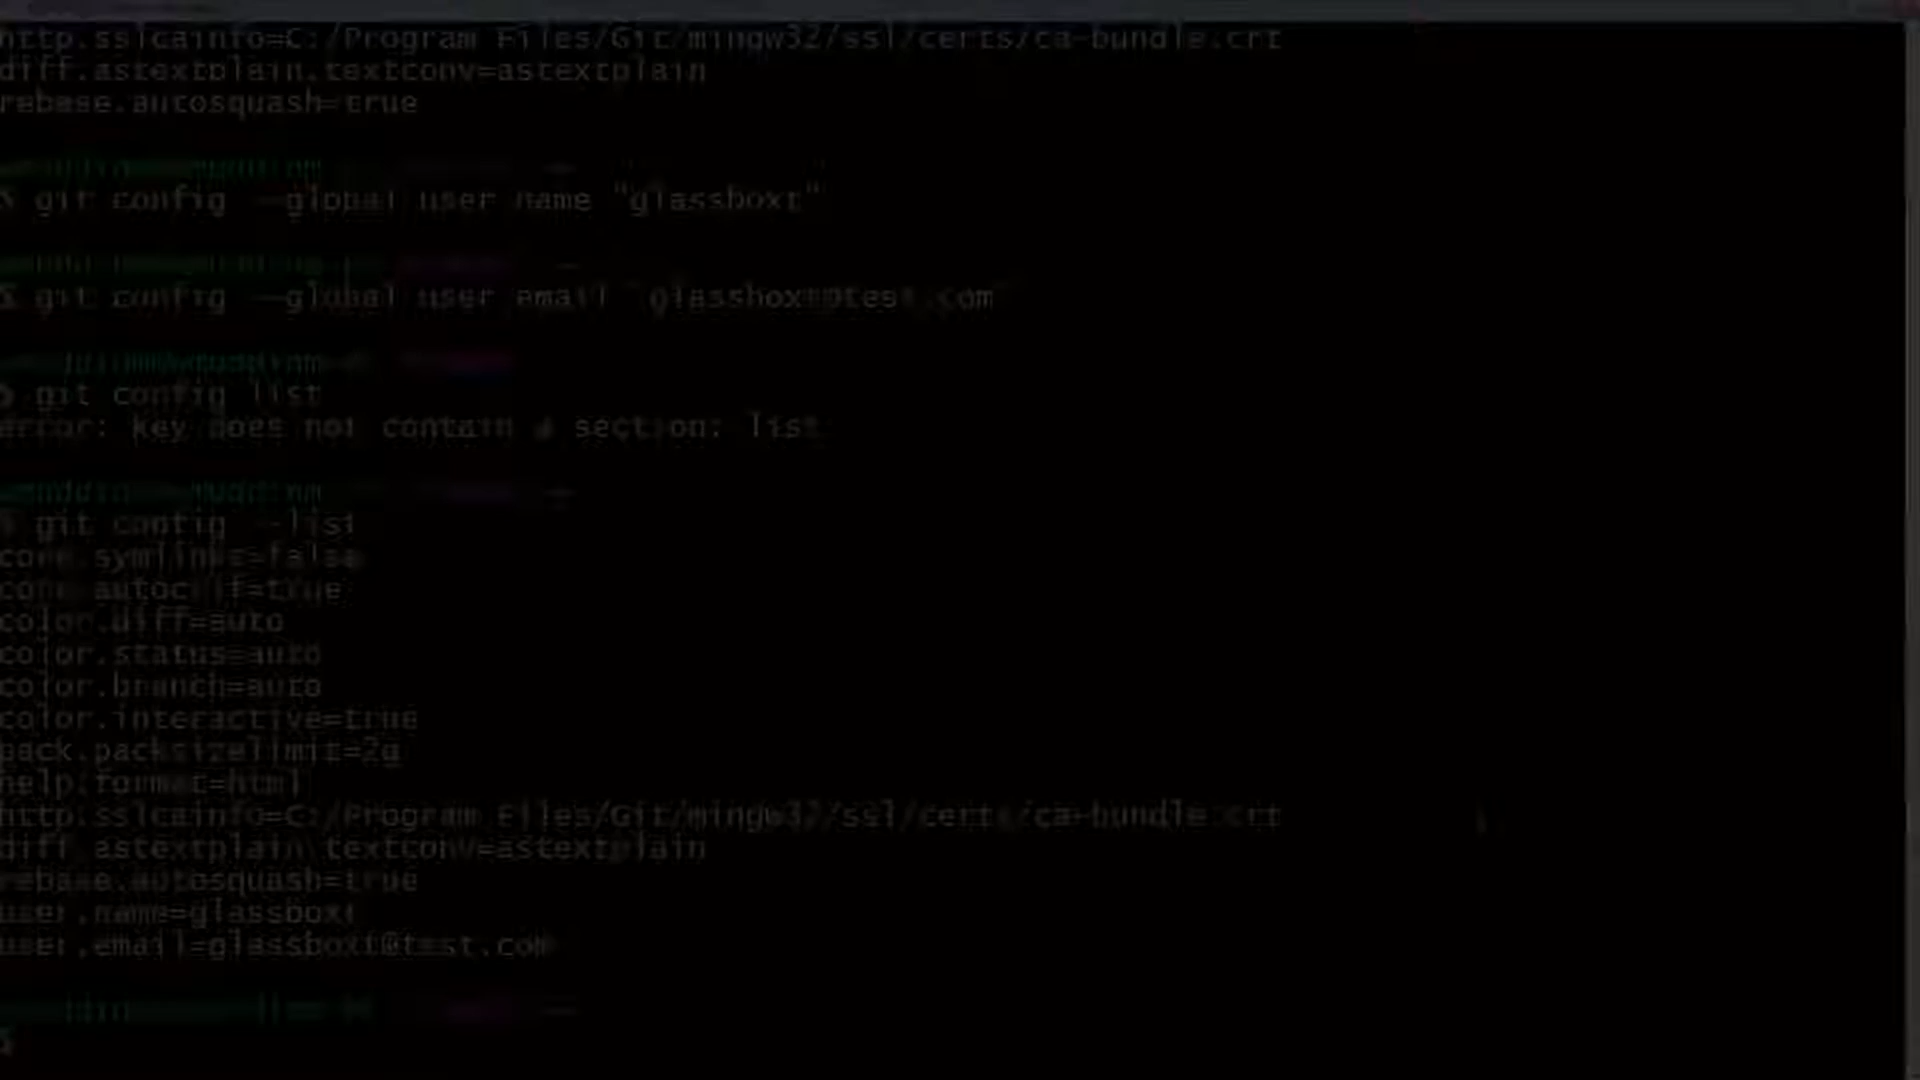 http.sslcainfo=C:/Program Files/Git/mingw32/ssl/certs/ca-bundle.crt
diff.astextplain.textconv=astextplain
rebase.autosquash=true
$ git config --global user name "glassboxt"
$ git config --global user email glassboxt@test.com
$ git config list
error: key does not contain a section: list
$ git config --list
core.symlinks=false
core.autocrlf=true
color.diff=auto
color.status=auto
color.branch=auto
color.interactive=true
pack.packsizelimit=2g
help.format=html
http.sslcainfo=C:/Program Files/Git/mingw32/ssl/certs/ca-bundle.crt
diff.astextplain.textconv=astextplain
rebase.autosquash=true
user.name=glassboxt
user.email=glassboxt@test.com
$